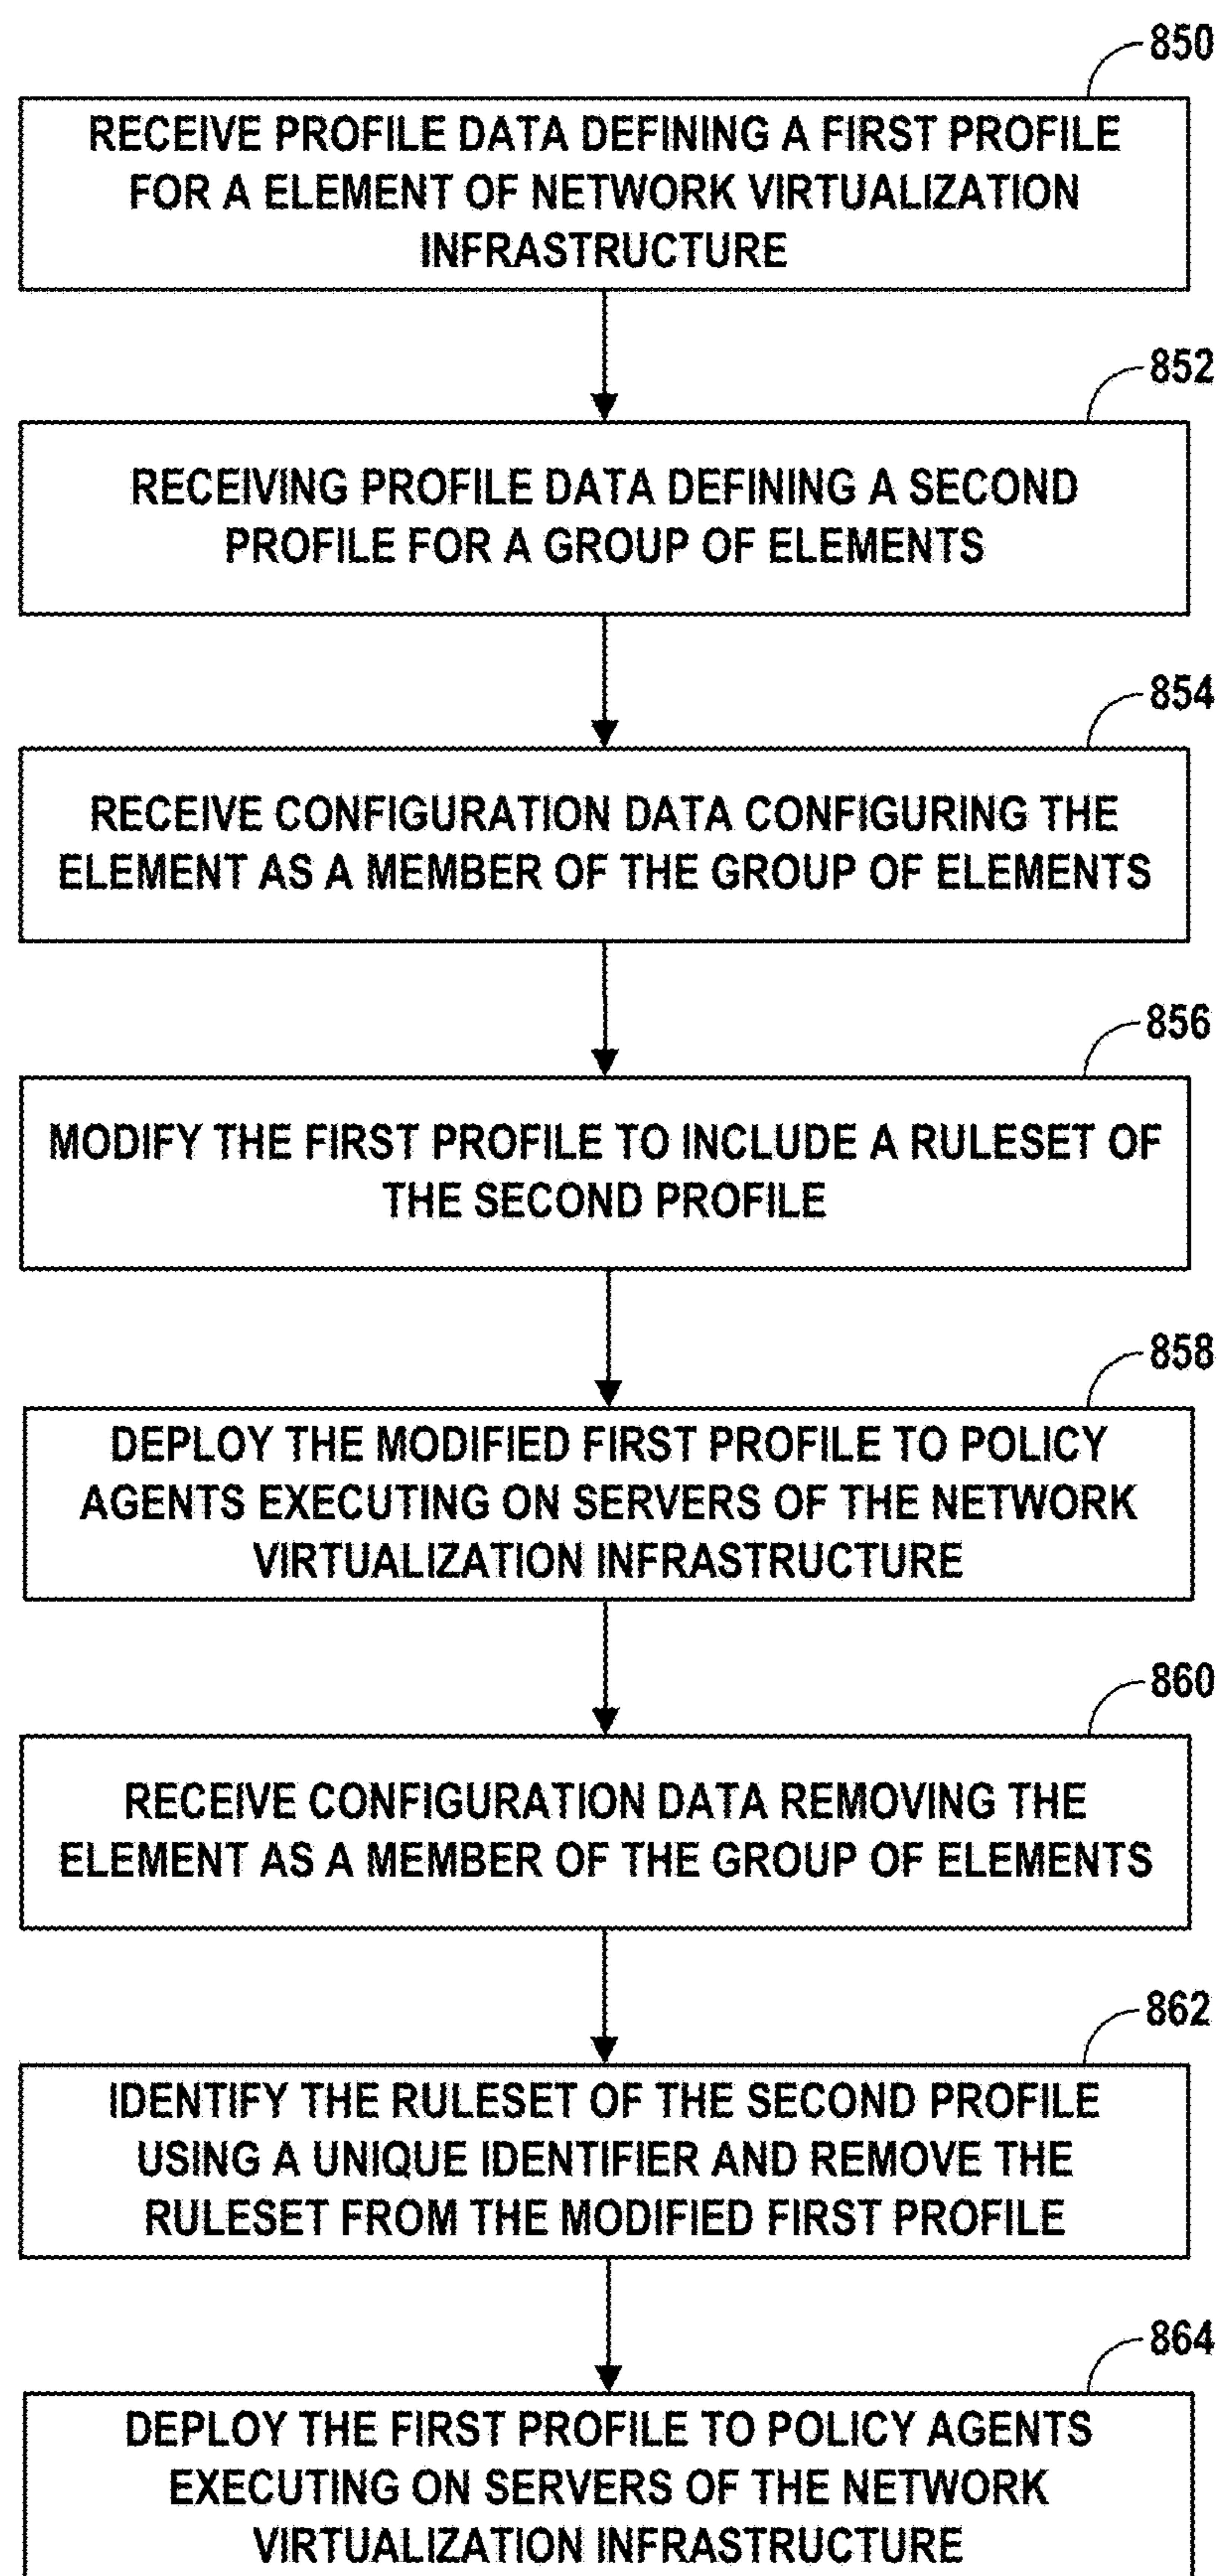 850
RECEIVE PROFILE DATA DEFINING A FIRST PROFILE
FOR A ELEMENT OF NETWORK VIRTUALIZATION
INFRASTRUCTURE
852
RECEIVING PROFILE DATA DEFINING A SECOND
PROFILE FOR A GROUP OF ELEMENTS
854
RECEIVE CONFIGURATION DATA CONFIGURING THE
ELEMENT AS A MEMBER OF THE GROUP OF ELEMENTS
856
MODIFY THE FIRST PROFILE TO INCLUDE A RULESET OF
THE SECOND PROFILE
858
DEPLOY THE MODIFIED FIRST PROFILE TO POLICY
AGENTS EXECUTING ON SERVERS OF THE NETWORK
VIRTUALIZATION INFRASTRUCTURE
860
RECEIVE CONFIGURATION DATA REMOVING THE
ELEMENT AS A MEMBER OF THE GROUP OF ELEMENTS
862
IDENTIFY THE RULESET OF THE SECOND PROFILE
USING A UNIQUE IDENTIFIER AND REMOVE THE
RULESET FROM THE MODIFIED FIRST PROFILE
864
DEPLOY THE FIRST PROFILE TO POLICY AGENTS
EXECUTING ON SERVERS OF THE NETWORK
VIRTUALIZATION INFRASTRUCTURE